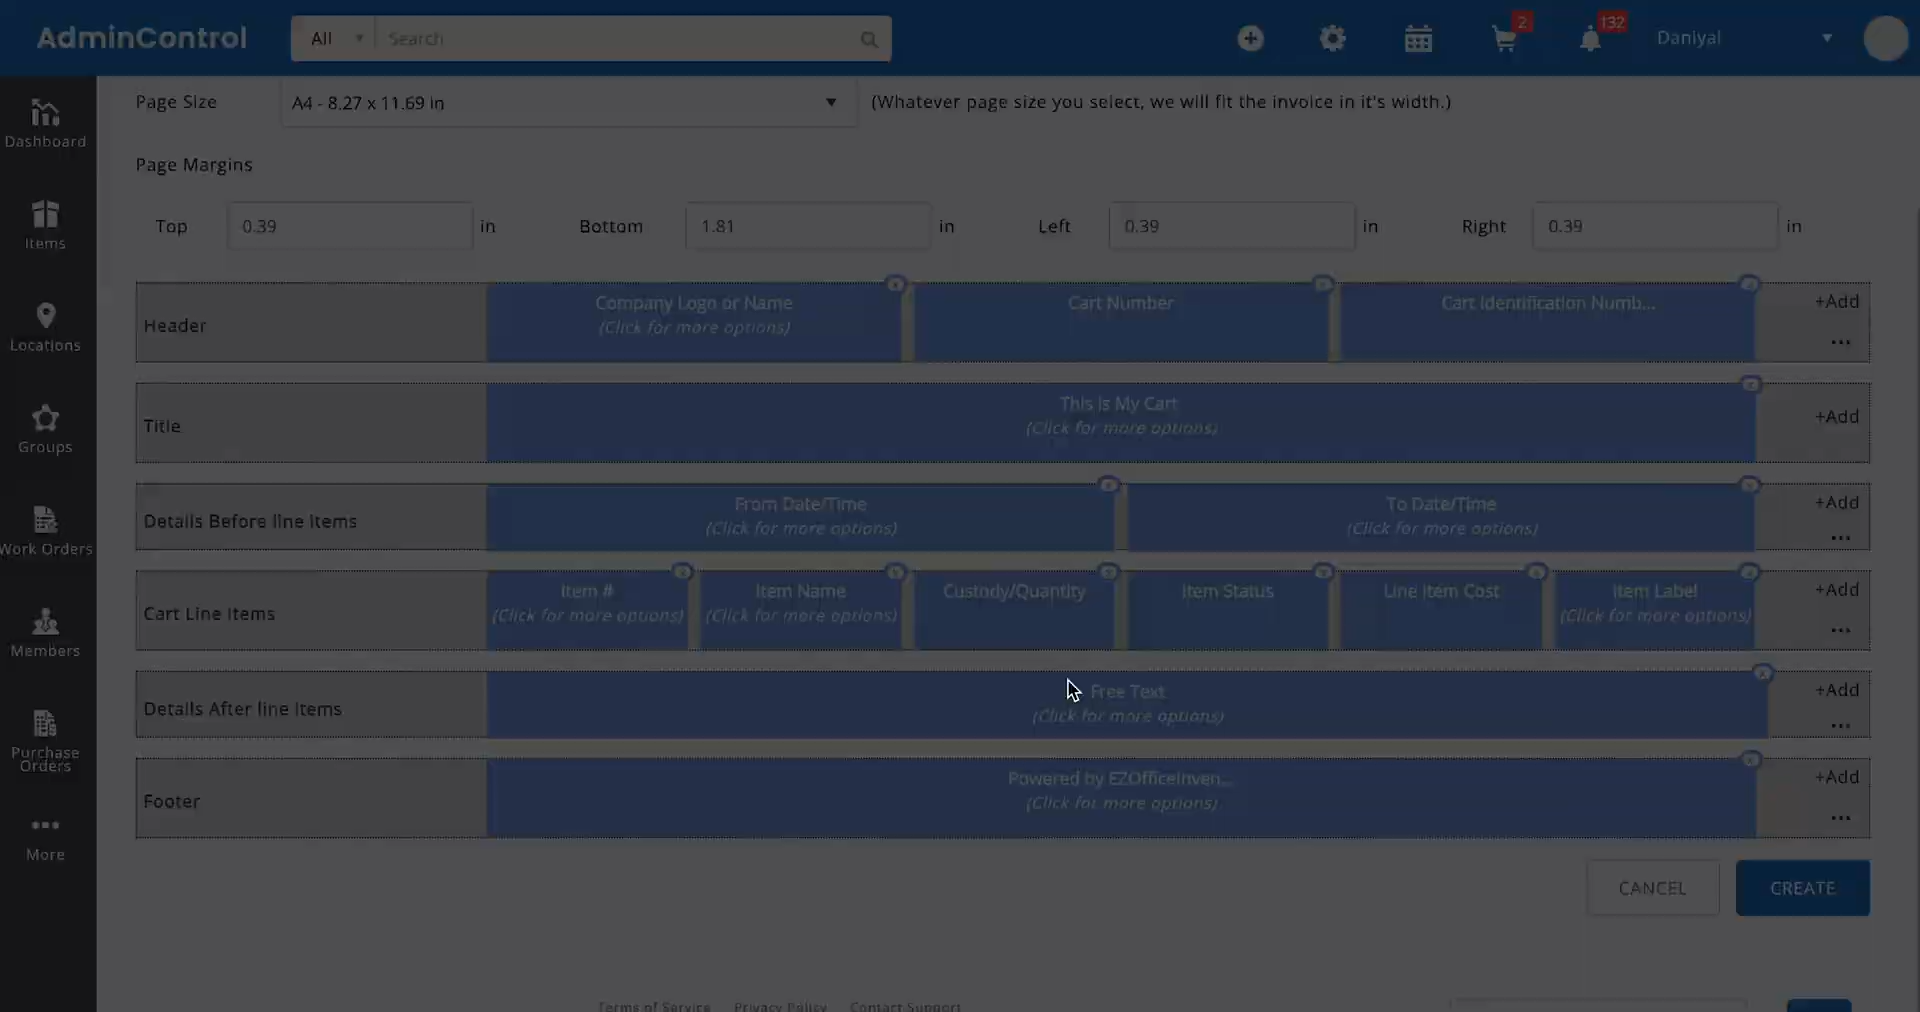 AdminControl
All
Search
2
132
Daniyal
Page Size
A4 - 8.27 x 11.69 in
(Whatever page size you select, we will fit the invoice in it's width.)
Page Margins
Top
0.39
in
Bottom
1.81
in
Left
0.39
in
Right
0.39
in
Dashboard
Items
Locations
Groups
Work Orders
Members
Purchase
Orders
More
Header
Company Logo or Name
(Click for more options)
Cart Number
Cart Identification Numb...
+Add
...
Title
This is My Cart
(Click for more options)
+Add
Details Before line Items
From Date/Time
(Click for more options)
To Date/Time
(Click for more options)
+Add
...
Cart Line Items
Item #
(Click for more options)
Item Name
(Click for more options)
Custody/Quantity
Item Status
Line Item Cost
Item Label
(Click for more options)
+Add
...
Details After line Items
Free Text
(Click for more options)
+Add
...
Footer
Powered by EZOfficeInven...
(Click for more options)
+Add
...
CANCEL
CREATE
Terms of Service
Privacy Policy
Contact Support